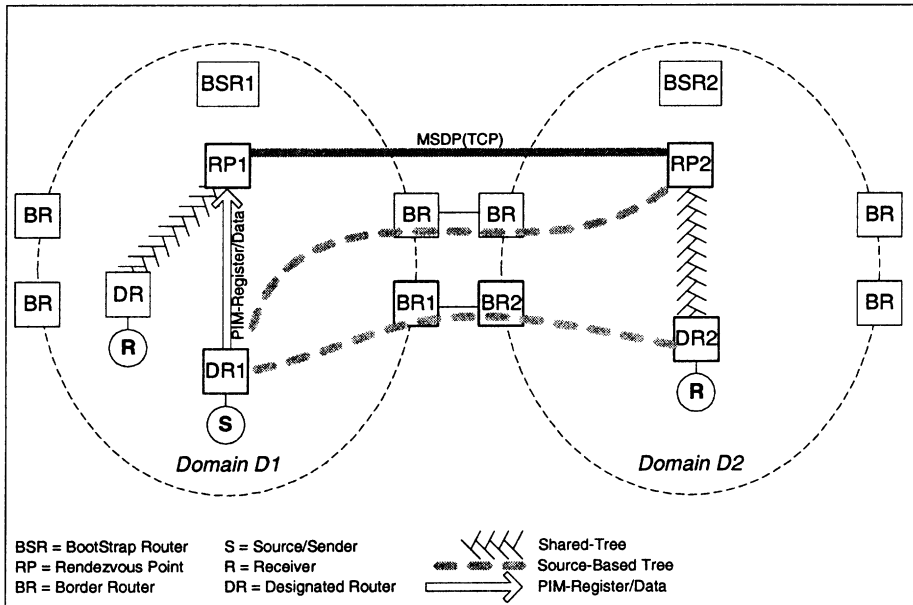 BSR1
BSR2
MSDP(TCP)
RP1
RP2
BR
BR
BR
BR
PIM-Register/Data
DR
BR
BR1
BR2
BR
R
DR1
DR2
S
R
Domain D1
Domain D2
BSR = BootStrap Router
S = Source/Sender
Shared-Tree
RP = Rendezvous Point
R = Receiver
Source-Based Tree
BR = Border Router
DR = Designated Router
PIM-Register/Data